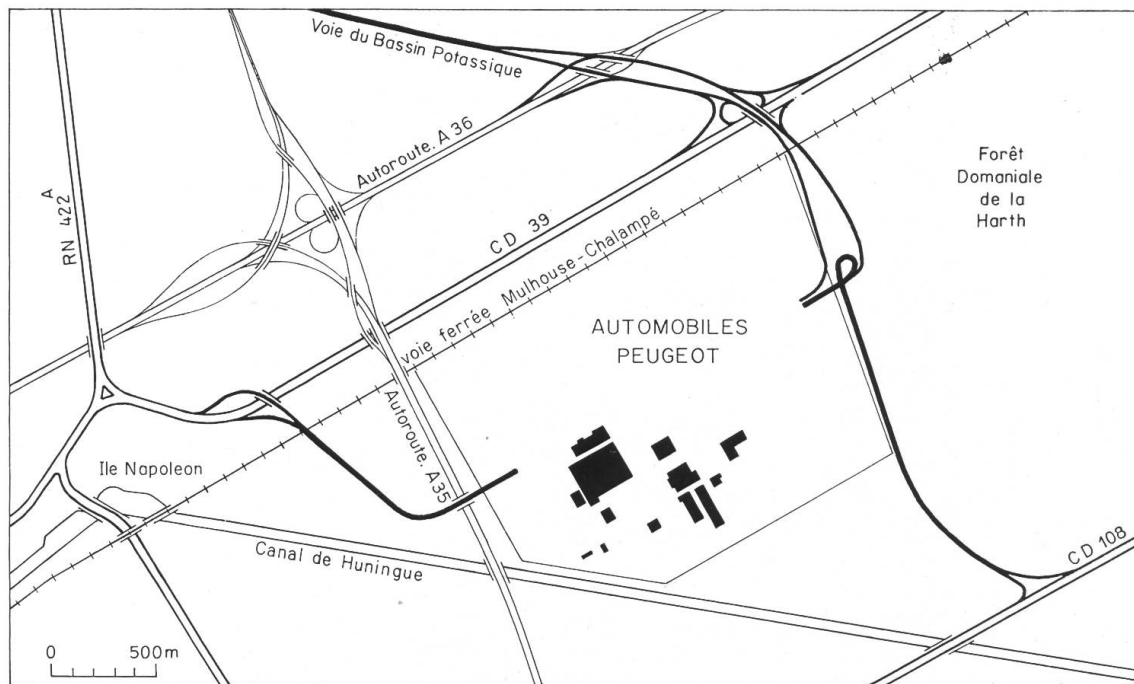 Voie du Bassin Potassique
Autoroute. A 36
RN 422 A
CD 39
voie ferrée Mulhouse-Chalampé
Forêt
Domaniale
de la
Harth
AUTOMOBILES
PEUGEOT
Autoroute. A 35
Ile Napoleon
Canal de Huningue
CD 108
0 500m